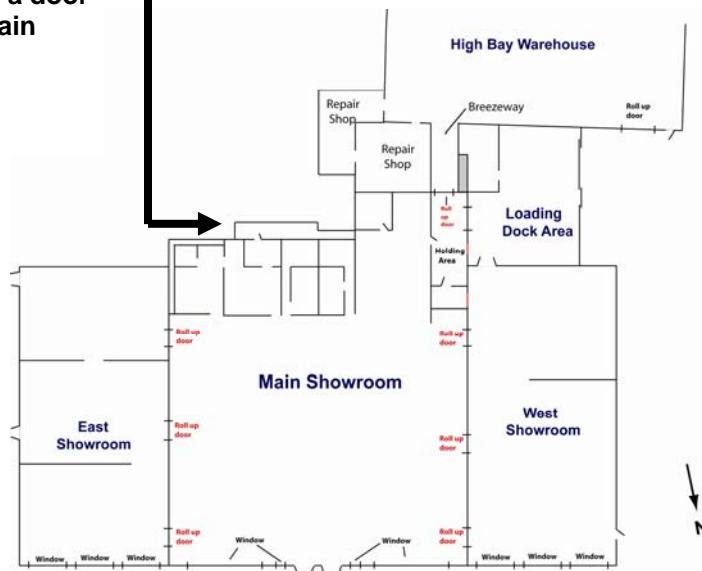 a door
ain
High Bay Warehouse
Repair
Shop
Breezeway
Roll up
door
Repair
Shop
Roll
up
door
Loading
Dock Area
Holding
Area
Roll up
door
Roll up
door
Main Showroom
East
Showroom
West
Showroom
Roll up
door
Roll up
door
Roll up
door
Roll up
door
Window
Window
Window
Window
Window
Window
Window
Window
N